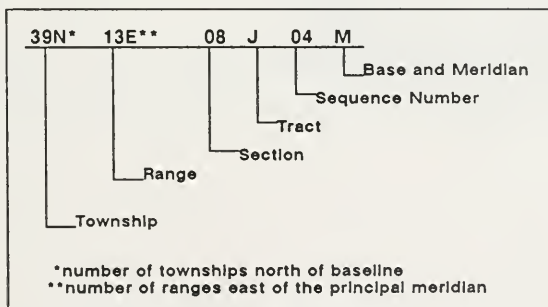 39N* 13E** 08 J 04 M
Base and Meridian
Sequence Number
Tract
Section
Range
Township
*number of townships north of baseline
**number of ranges east of the principal meridian